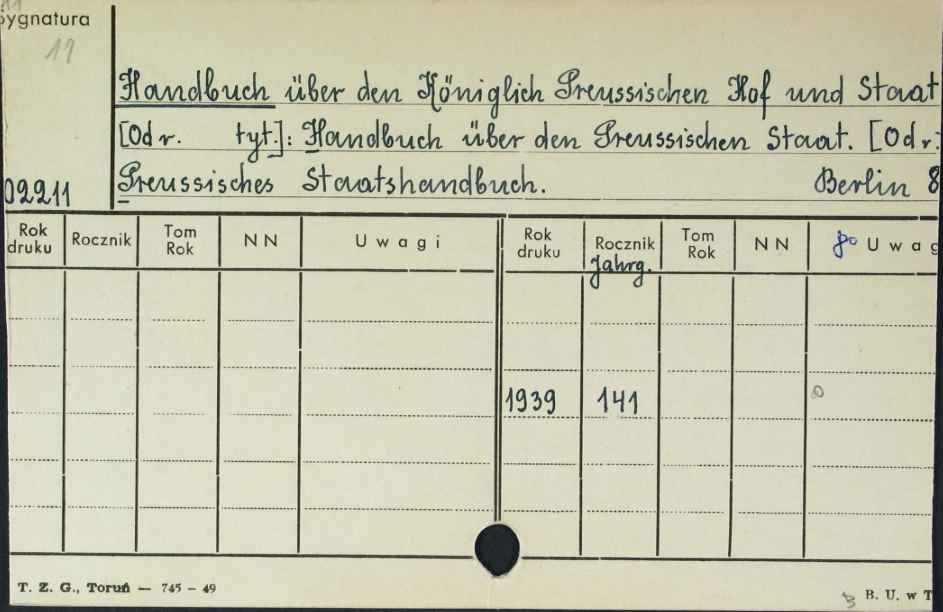 Sygnatura
11
Handbuch über den Königlich Preussischen Hof und Staat
[Odr. tyt.]: Handbuch über den Preussischen Staat. [Odr.
Preussisches Staatshandbuch. Berlin 8
02211
Rok druku Rocznik Tom Rok NN Uwagi Rok druku Rocznik Tom Rok NN Uwag
Jahrg.
1939 141
T. Z. G., Toruń — 745 – 49 B. U. w T